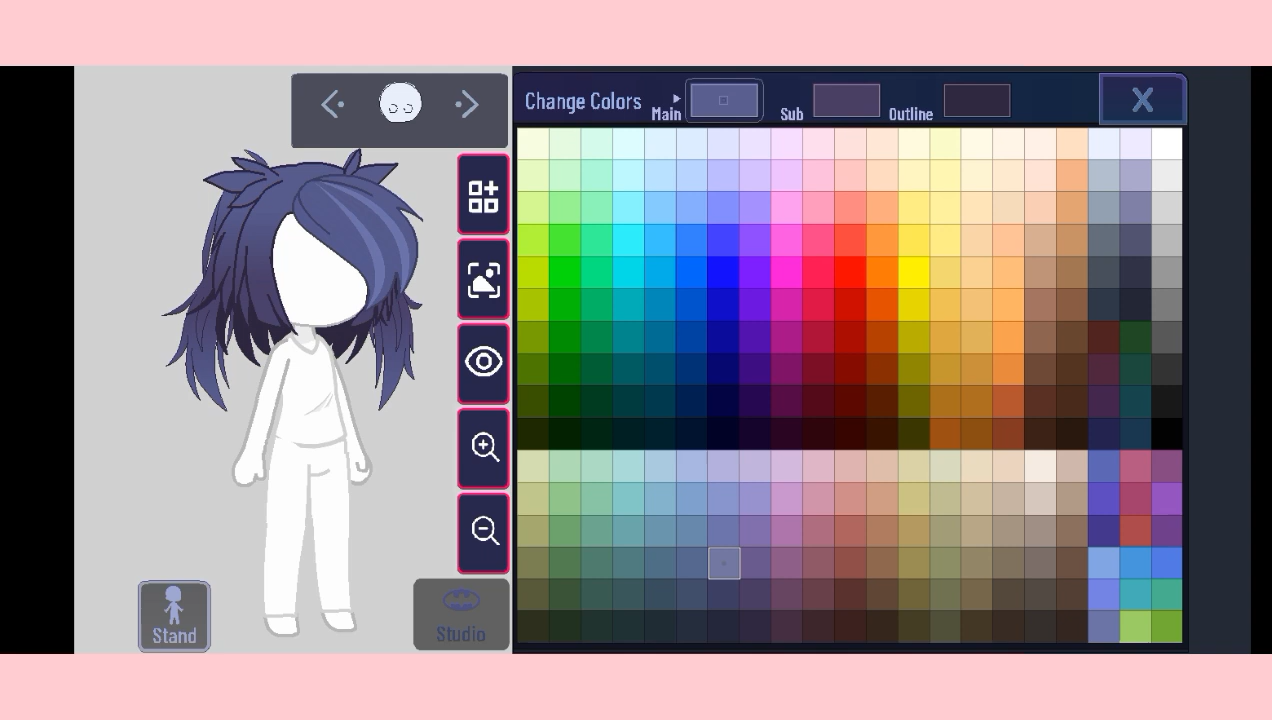 Change Colors
Main
Sub
Outline
X
Stand
Studio